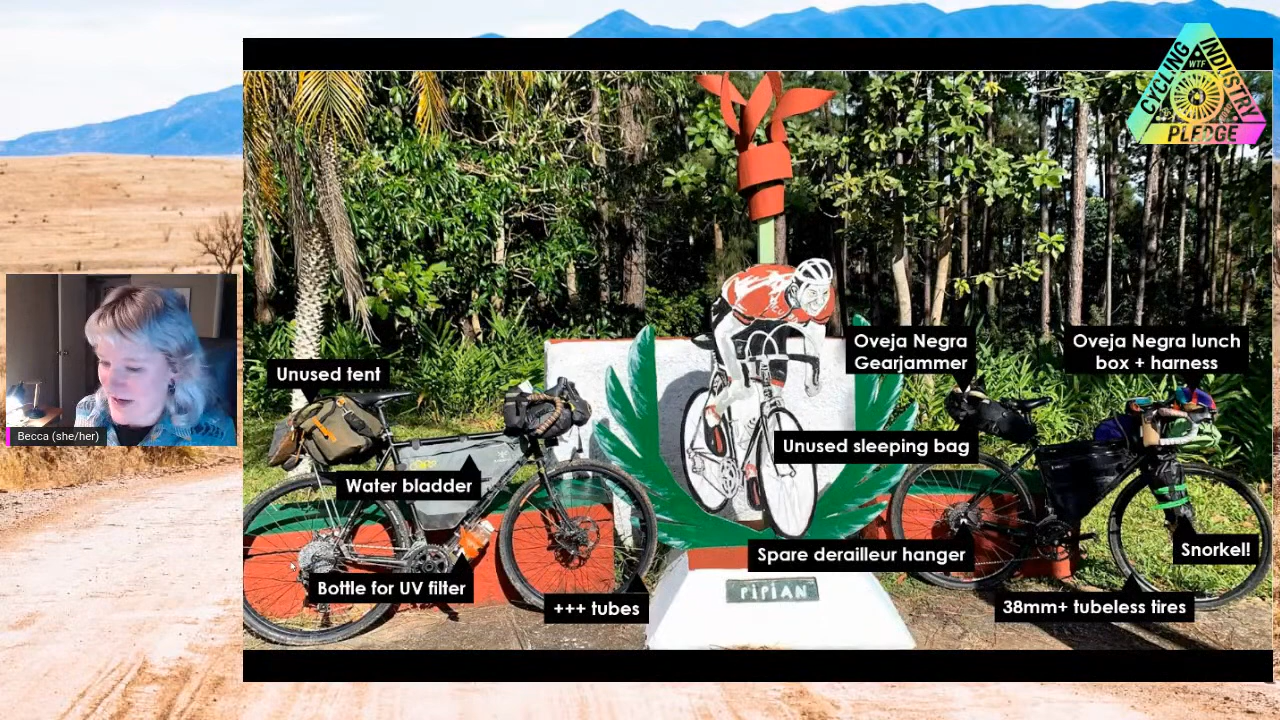 CYCLING
WTF
INDUSTRY
PLEDGE
Oveja Negra
Gearjammer
Oveja Negra lunch
box + harness
Unused tent
Becca (she/her)
Unused sleeping bag
Water bladder
Spare derailleur hanger
Snorkel!
Bottle for UV filter
PIPIAN
+++ tubes
38mm+ tubeless tires